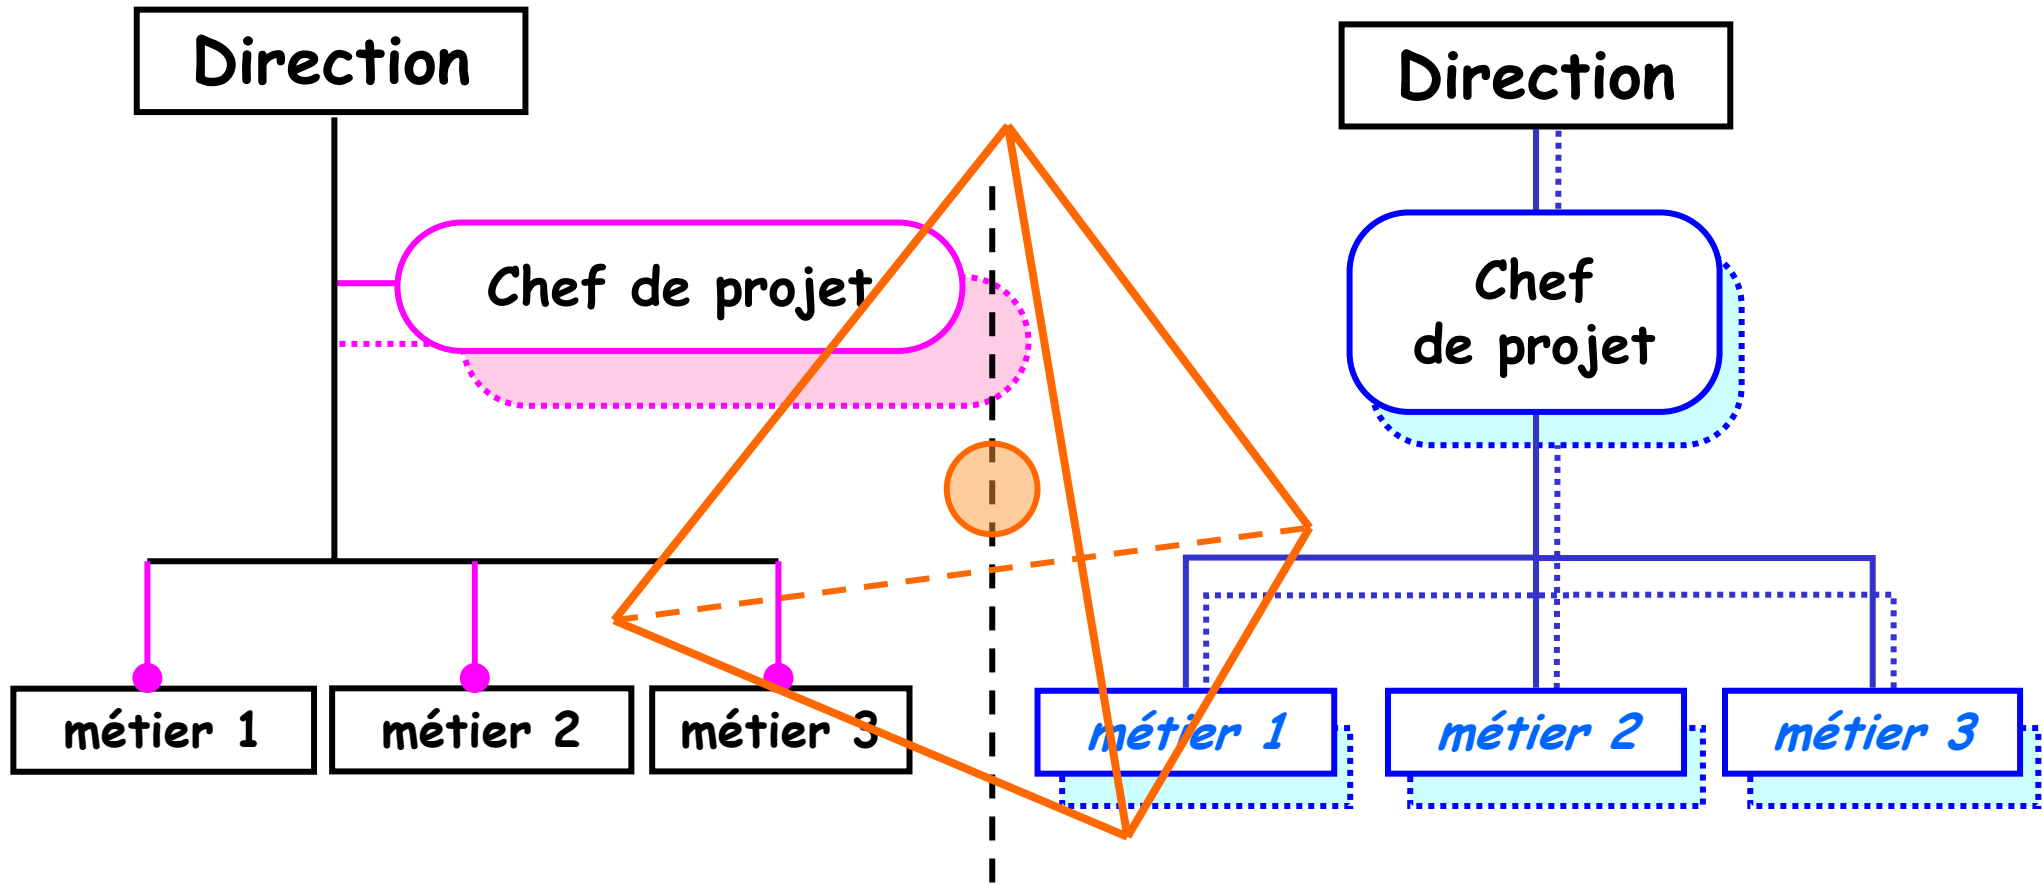 Direction
Chef de projet
métier 1
métier 2
métier 3
Direction
Chef
de projet
métier 1
métier 2
métier 3